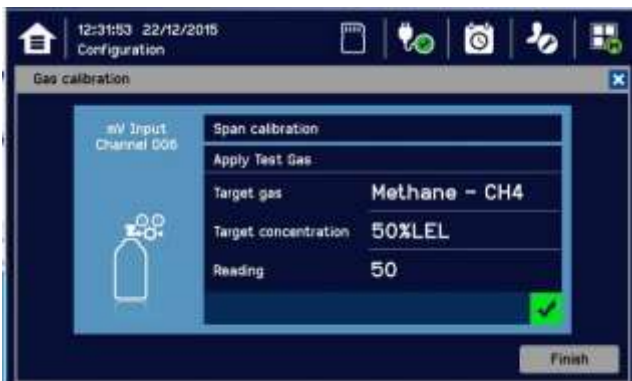 12:31:53 22/12/2015
Configuration
Gas calibration
mV Input
Channel 006
Span calibration
Apply Test Gas
Target gas Methane - CH4
Target concentration 50%LEL
Reading 50
Finish